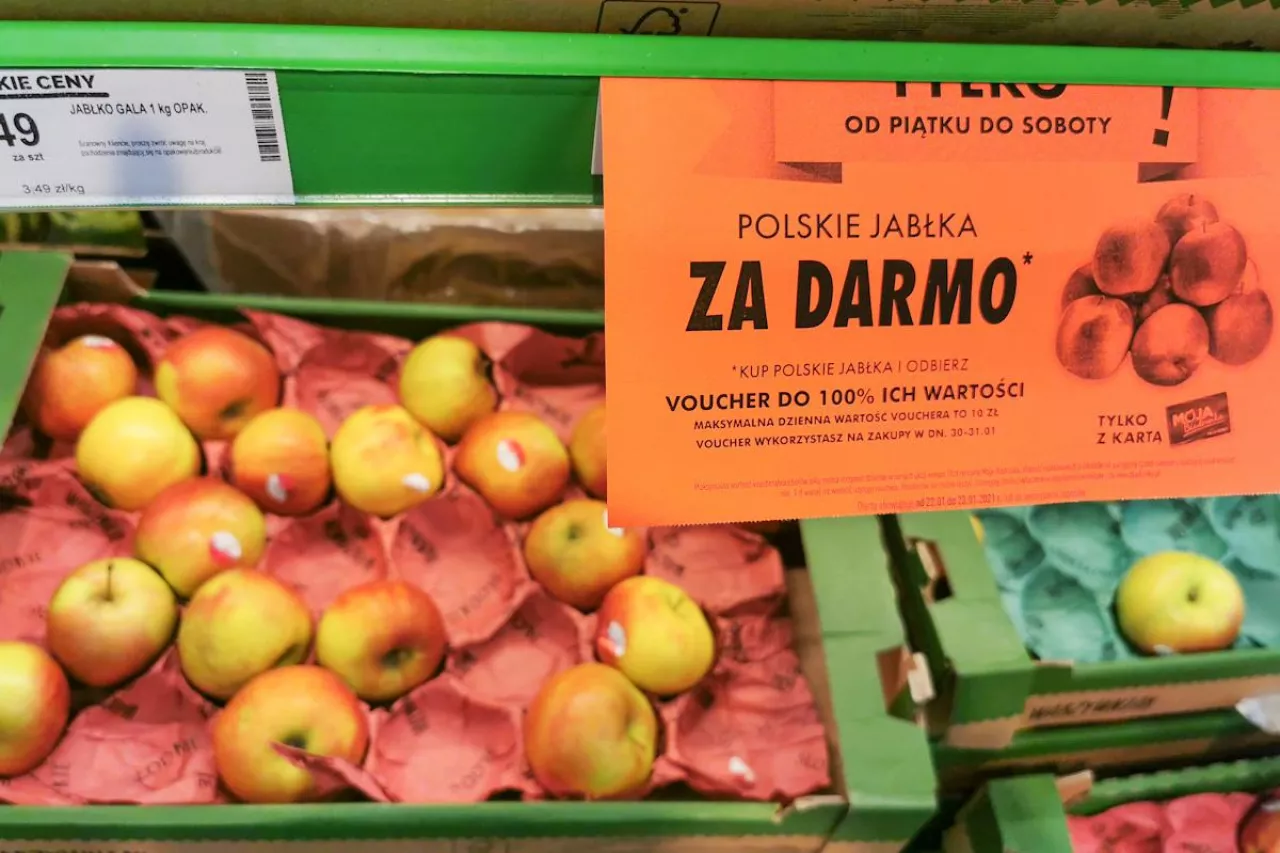 KIE CENY
JABŁKO GALA 1 kg OPAK.
49
za szt
3.49 zł/kg
TYLKO
OD PIĄTKU DO SOBOTY
!
POLSKIE JABŁKA
ZA DARMO*
*KUP POLSKIE JABŁKA I ODBIERZ
VOUCHER DO 100% ICH WARTOŚCI
MAKSYMALNA DZIENNA WARTOŚĆ VOUCHERA TO 10 ZŁ
VOUCHER WYKORZYSTASZ NA ZAKUPY W DN. 30-31.01
TYLKO
Z KARTĄ
MOJA